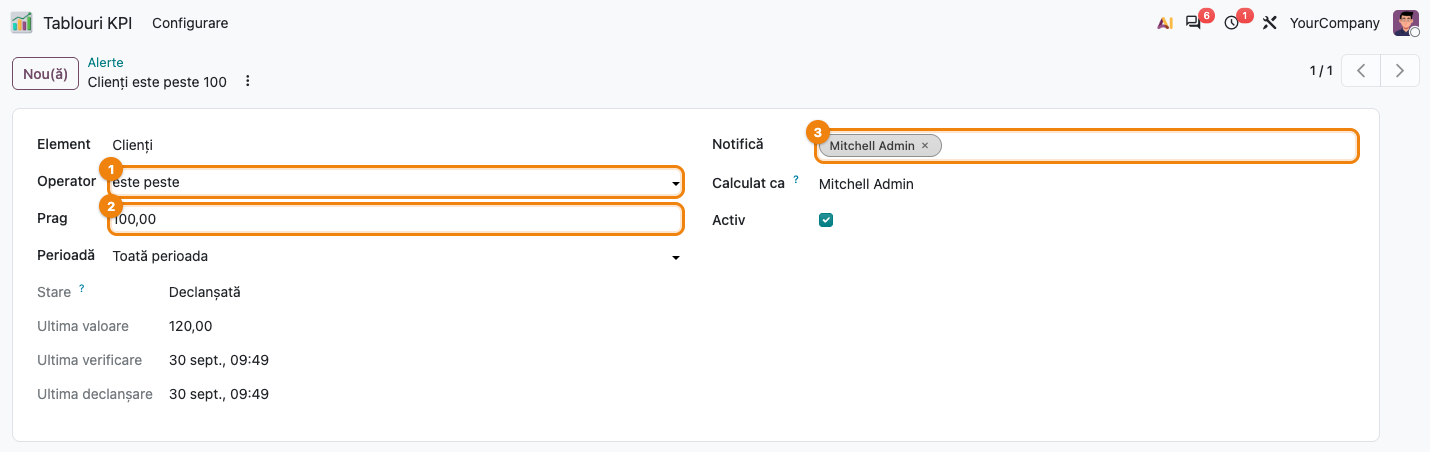 Tablouri KPI Configurare AI 6 1 YourCompany
Nou(ă) Alerte
Clienți este peste 100 1 / 1
Element Clienți Notifică 3 Mitchell Admin ×
1
Operator este peste Calculat ca ? Mitchell Admin
2
Prag 100,00 Activ
Perioadă Toată perioada
Stare ? Declanșată
Ultima valoare 120,00
Ultima verificare 30 sept., 09:49
Ultima declanșare 30 sept., 09:49